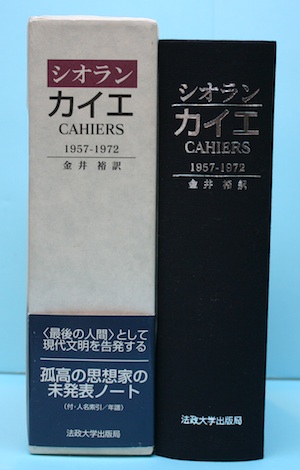 シオラン
カイエ
CAHIERS
1957-1972
金井 裕 訳
〈最後の人間〉として
現代文明を告発する
孤高の思想家の
未発表ノート
(付・人名索引/年譜)
法政大学出版局
シオラン
カイエ
CAHIERS
1957-1972
金井 裕 訳
法政大学出版局